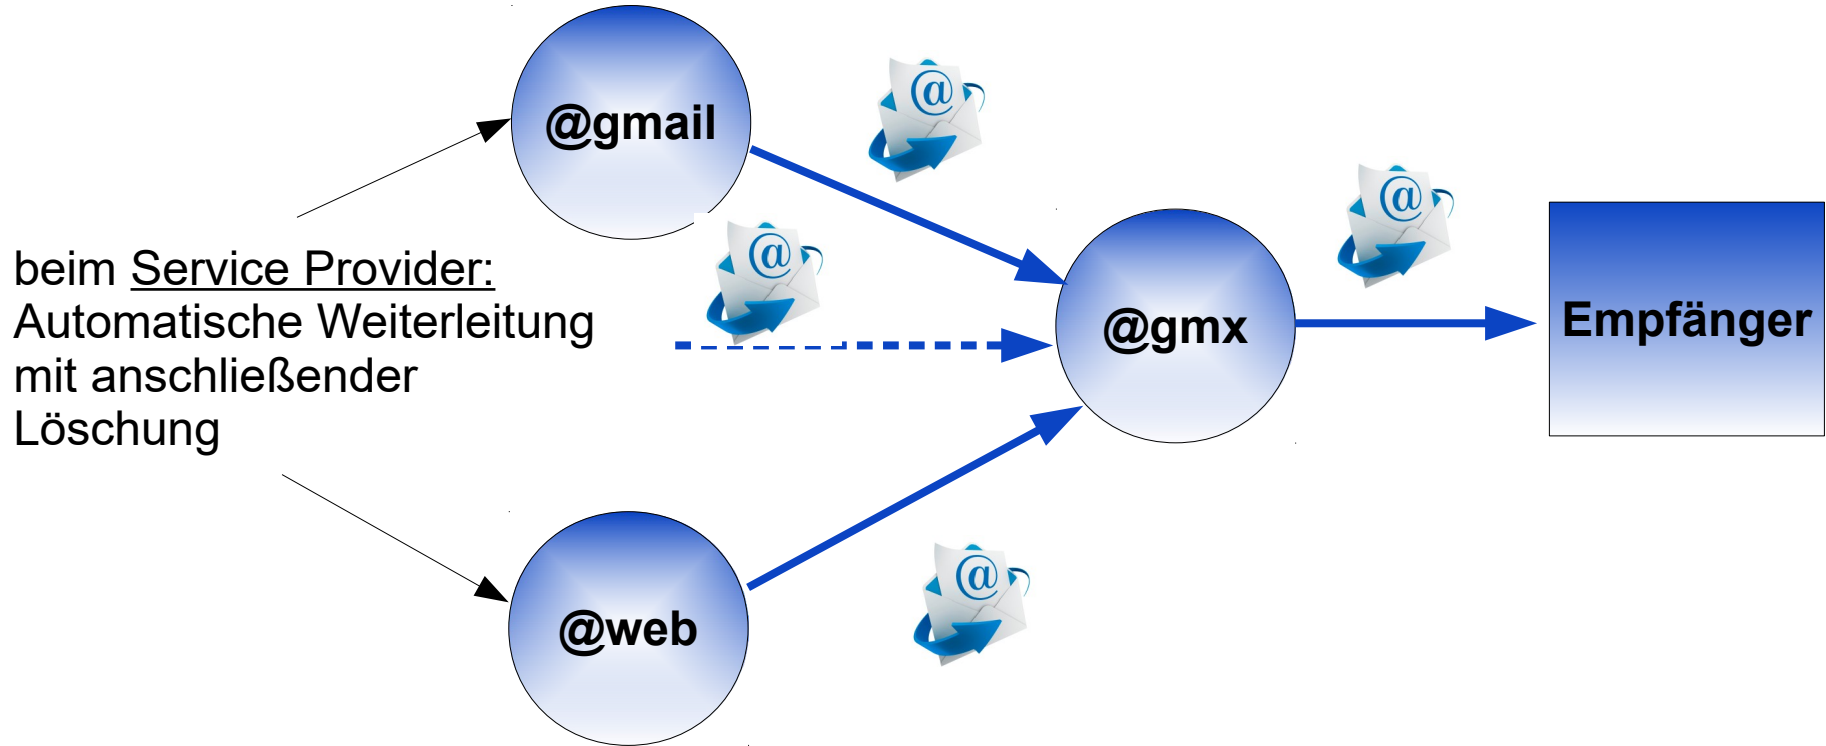 @gmail
@
@
@
beim Service Provider:
Automatische Weiterleitung
mit anschließender
Löschung
@gmx
Empfänger
@
@web